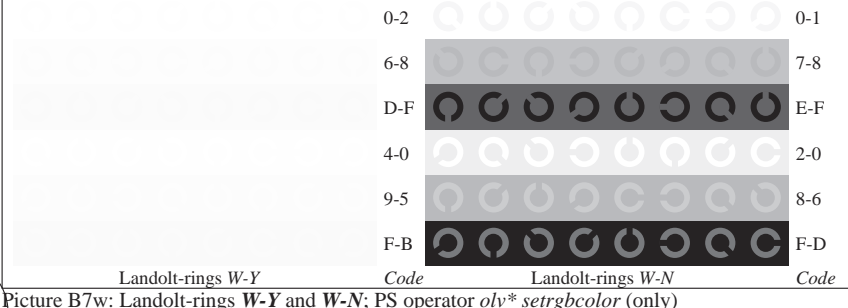 0-2 0-1
6-8 7-8
D-F E-F
4-0 2-0
9-5 8-6
F-B F-D
Landolt-rings W-Y Code Landolt-rings W-N Code
Picture B7w: Landolt-rings W-Y and W-N; PS operator olv* setrgbcolor (only)